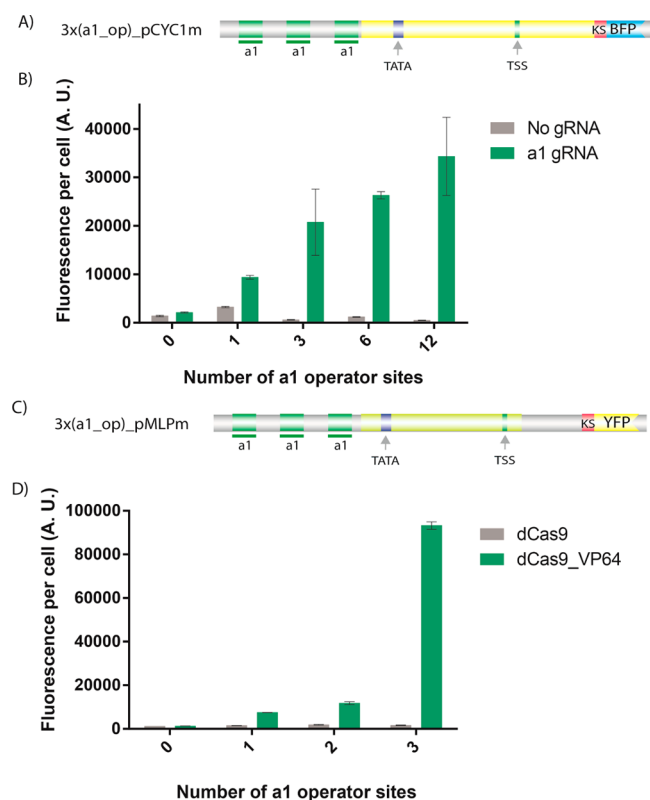 A)
3x(a1_op)_pCYC1m
KS BFP
a1 a1 a1
TATA TSS
B)
Fluorescence per cell (A. U.)
40000
30000
20000
10000
0
No gRNA
a1 gRNA
0 1 3 6 12
Number of a1 operator sites
C)
3x(a1_op)_pMLPm
KS YFP
a1 a1 a1
TATA TSS
D)
Fluorescence per cell (A. U.)
100000
80000
60000
40000
20000
0
dCas9
dCas9_VP64
0 1 2 3
Number of a1 operator sites